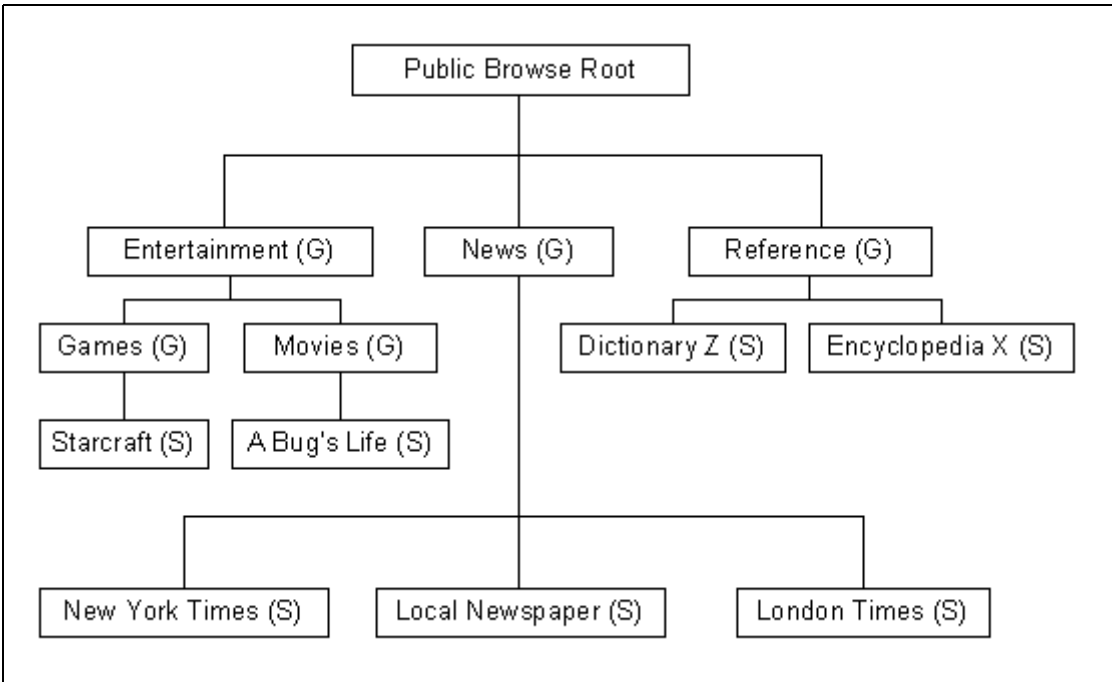 Public Browse Root
Entertainment (G)
News (G)
Reference (G)
Games (G)
Movies (G)
Dictionary Z (S)
Encyclopedia X (S)
Starcraft (S)
A Bug's Life (S)
New York Times (S)
Local Newspaper (S)
London Times (S)